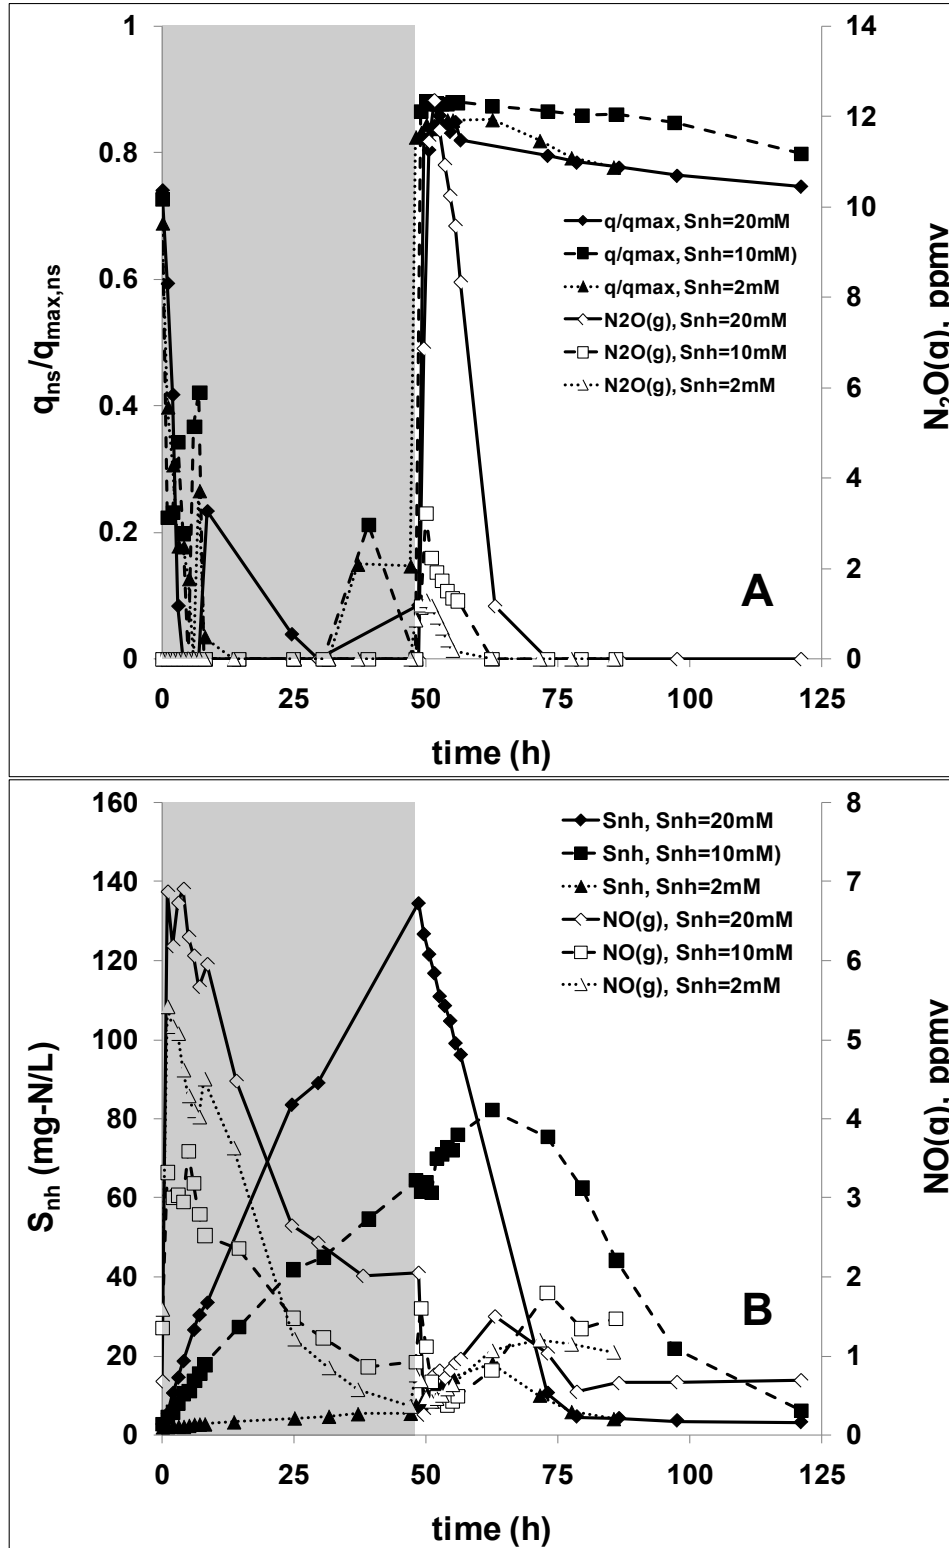 1
0.8
0.6
0.4
0.2
0
14
12
10
8
6
4
2
0
q_ns/q_max,ns
N₂O(g), ppmv
q/qmax, Snh=20mM
q/qmax, Snh=10mM)
q/qmax, Snh=2mM
N2O(g), Snh=20mM
N2O(g), Snh=10mM
N2O(g), Snh=2mM
A
0 25 50 75 100 125
time (h)
160
140
120
100
80
60
40
20
0
8
7
6
5
4
3
2
1
0
S_nh (mg-N/L)
NO(g), ppmv
Snh, Snh=20mM
Snh, Snh=10mM)
Snh, Snh=2mM
NO(g), Snh=20mM
NO(g), Snh=10mM
NO(g), Snh=2mM
B
0 25 50 75 100 125
time (h)